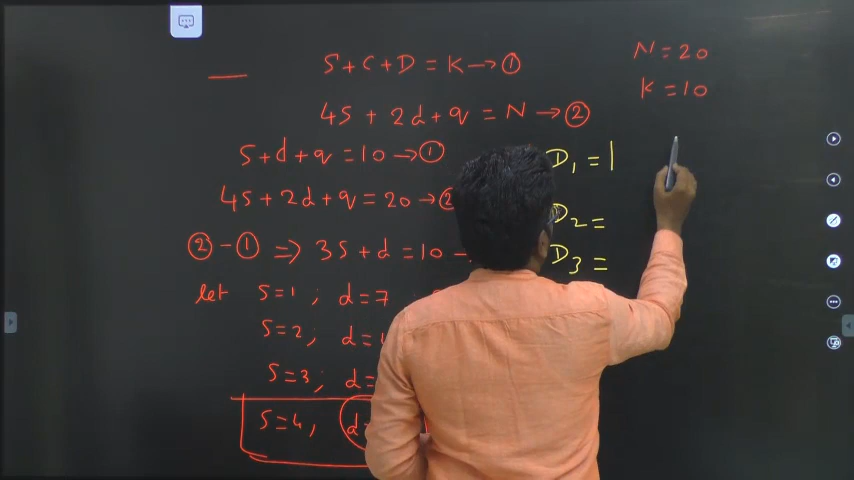 S+C+D = K → ①
4S + 2d + q = N → ②
S+d+q = 10 → ①
4S + 2d + q = 20 → ②
② - ① ⇒ 3S + d = 10
let S=1 ; d=7
S=2 ; d=
S=3 ; d=
S=4 , d
N = 20
K = 10
D₁ = 1
D₂ =
D₃ =